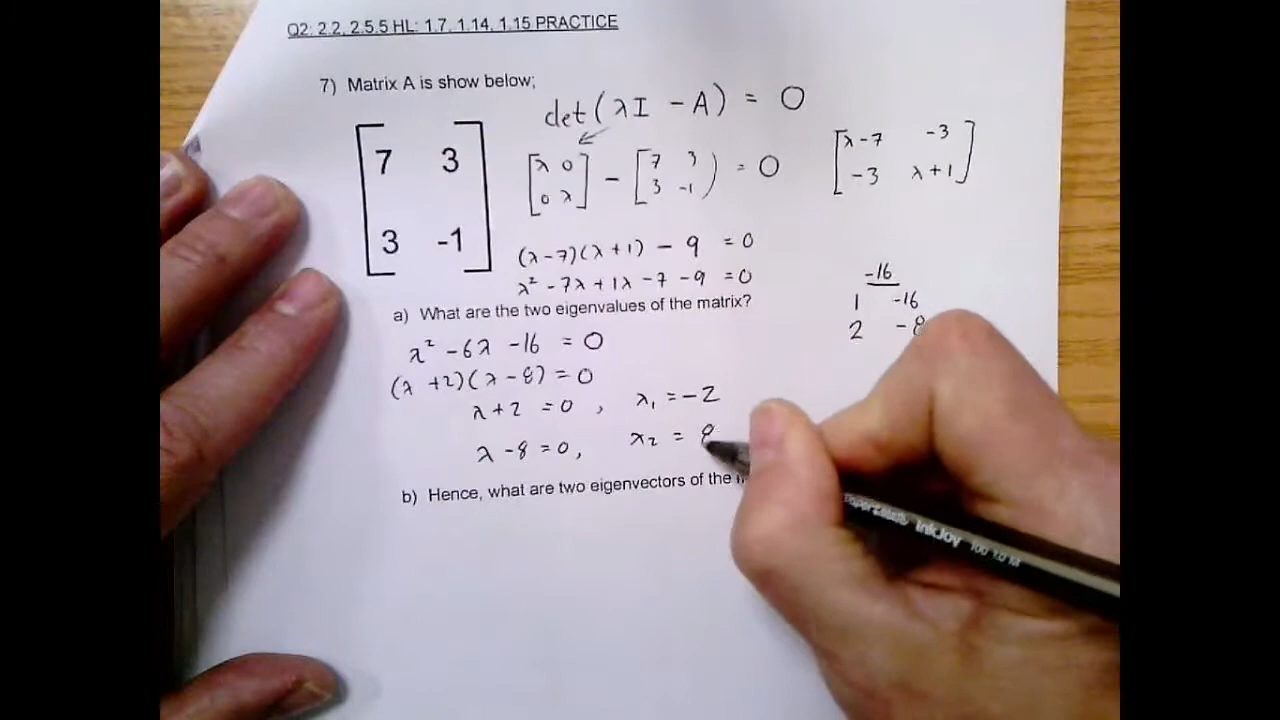 Q2: 2.2, 2.5.5 HL: 1.7, 1.14, 1.15 PRACTICE
7) Matrix A is show below;
det(λI - A) = 0
7 3
3 -1
[λ 0
0 λ] - [7 3
3 -1) = 0
[λ-7 -3
-3 λ+1]
(λ-7)(λ+1) - 9 = 0
λ² - 7λ + 1λ - 7 - 9 = 0
-16
1 -16
2 -8
a) What are the two eigenvalues of the matrix?
λ² - 6λ - 16 = 0
(λ + 2)(λ - 8) = 0
λ + 2 = 0 , λ₁ = -2
λ - 8 = 0, λ₂ = 8
b) Hence, what are two eigenvectors of the
InkJoy
100 1.0 M